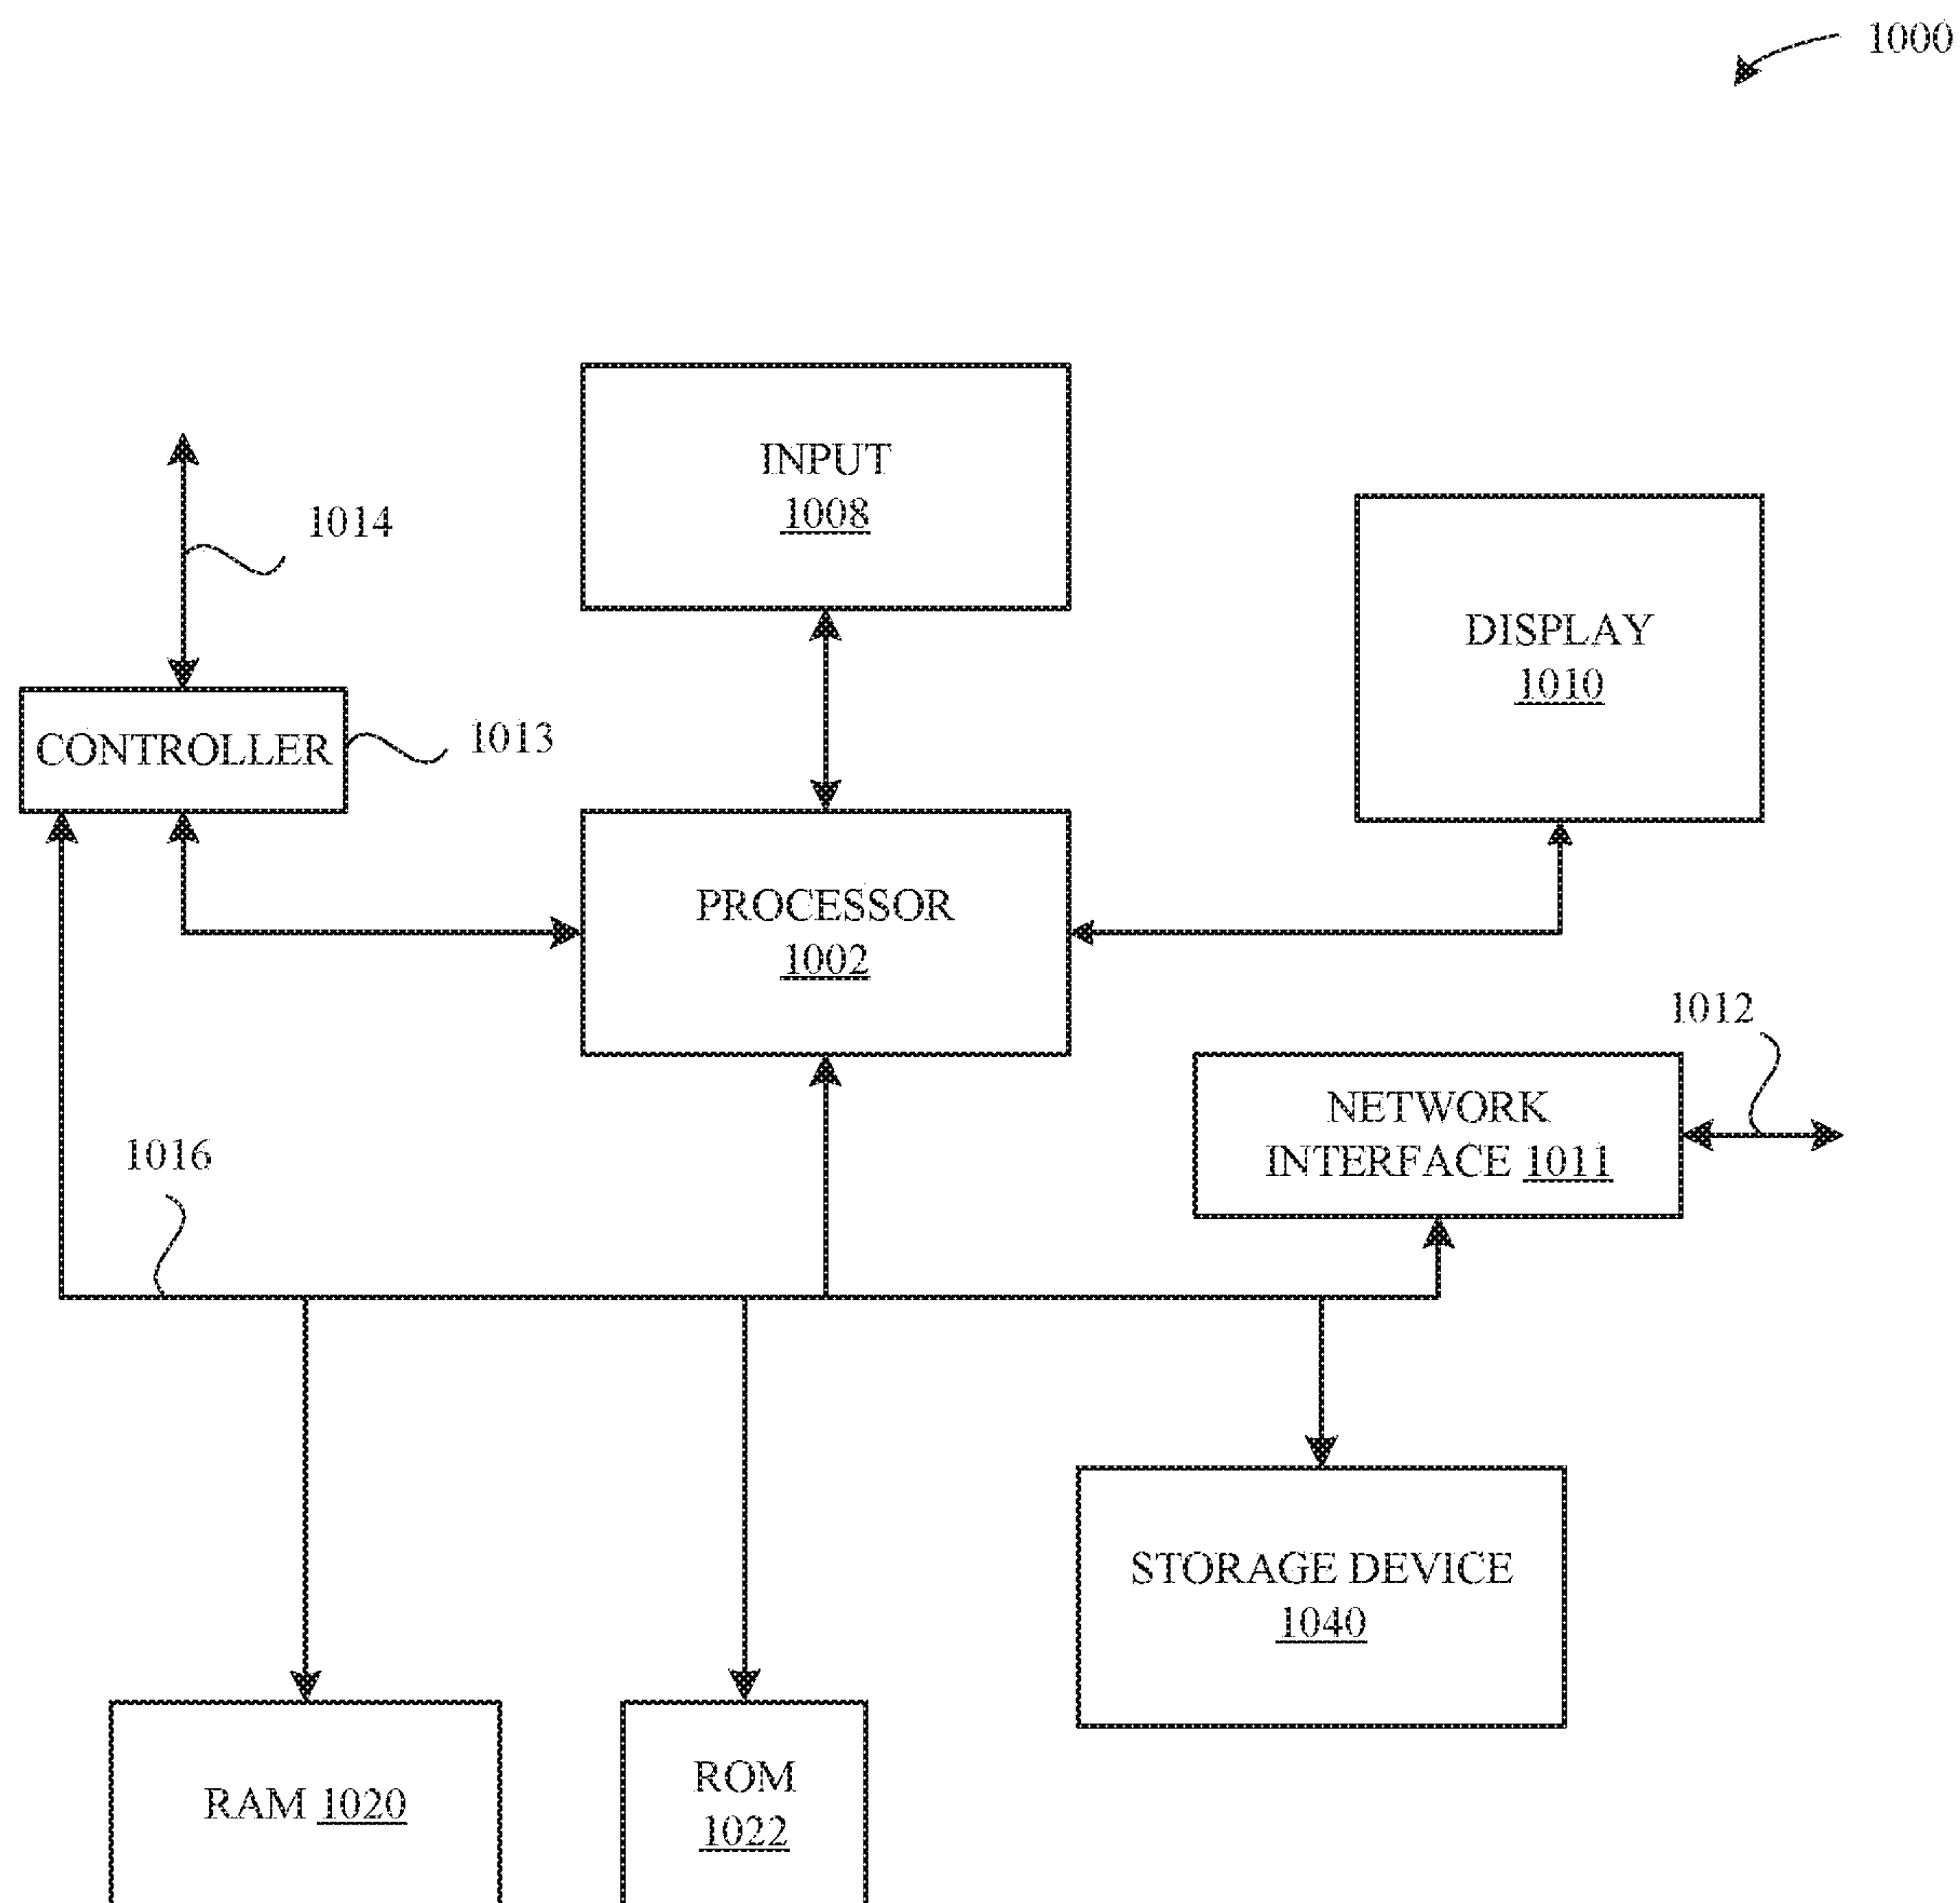 1000
INPUT
1008
1014
DISPLAY
1010
CONTROLLER
1013
PROCESSOR
1002
1012
NETWORK
INTERFACE 1011
1016
STORAGE DEVICE
1040
RAM 1020
ROM
1022